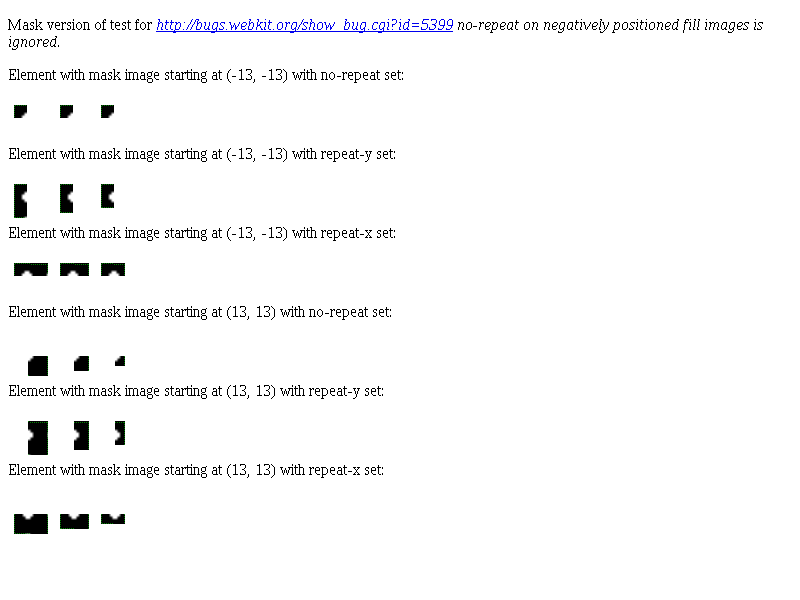 Mask version of test for http://bugs.webkit.org/show_bug.cgi?id=5399 no-repeat on negatively positioned fill images is
ignored.
Element with mask image starting at (-13, -13) with no-repeat set:
Element with mask image starting at (-13, -13) with repeat-y set:
Element with mask image starting at (-13, -13) with repeat-x set:
Element with mask image starting at (13, 13) with no-repeat set:
Element with mask image starting at (13, 13) with repeat-y set:
Element with mask image starting at (13, 13) with repeat-x set: